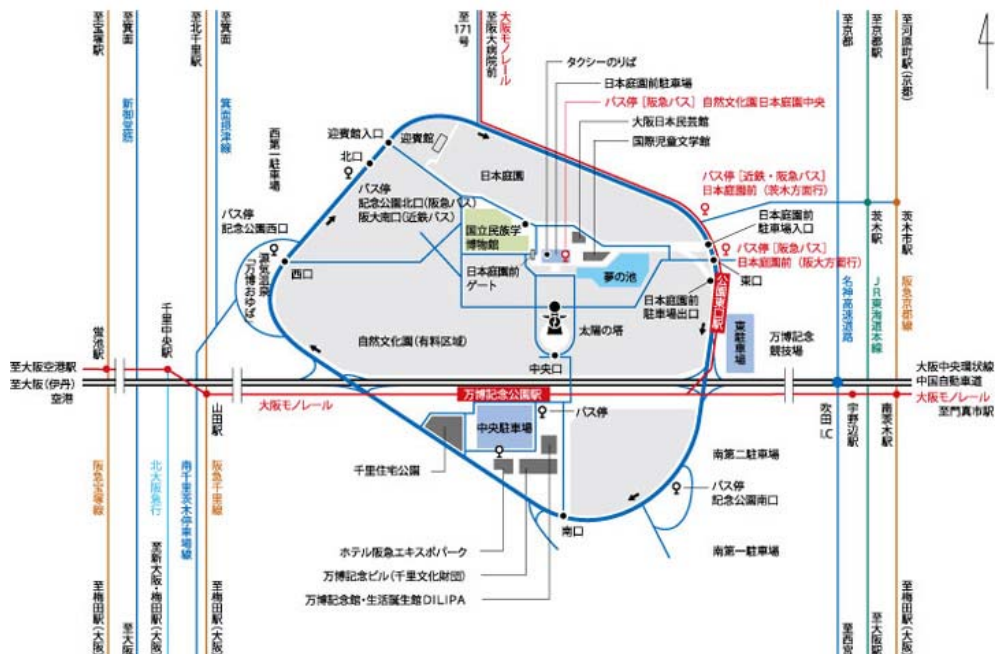 至宝塚駅
至箕面
至北千里駅
至箕面
至171号
至阪大病院前
大阪モノレール
至京都
至京都駅
至河原町駅(京都)
新御堂筋
箕面摂津線
タクシーのりば
日本庭園前駐車場
バス停[阪急バス]自然文化園日本庭園中央
大阪日本民芸館
国際児童文学館
西第一駐車場
迎賓館入口
迎賓館
北口
日本庭園
バス停
記念公園北口(阪急バス)
阪大南口(近鉄バス)
バス停[近鉄・阪急バス]
日本庭園前(茨木方面行)
日本庭園前
駐車場入口
茨木駅
茨木市駅
バス停
記念公園西口
国立民族学
博物館
バス停[阪急バス]
日本庭園前(阪大方面行)
東口
西口
日本庭園前
ゲート
夢の池
日本庭園前
駐車場出口
公園東口駅
万博おゆば
名神高速道路
JR東海道本線
阪急京都線
蛍池駅
千里中央駅
太陽の塔
東駐車場
万博記念
競技場
自然文化園(有料区域)
中央口
至大阪空港駅
至大阪(伊丹)
空港
大阪中央環状線
中国自動車道
山田駅
大阪モノレール
万博記念公園駅
バス停
吹田I.C
宇野辺駅
南茨木駅
大阪モノレール
至門真市駅
中央駐車場
千里住宅公園
南第二駐車場
バス停
記念公園南口
阪急宝塚線
北大阪急行
南千里茨木停車場線
阪急千里線
南口
ホテル阪急エキスポパーク
南第一駐車場
万博記念ビル(千里文化財団)
万博記念館・生活誕生館DILIPA
至梅田駅(大阪)
至大阪
至新大阪・梅田駅(大阪)
至梅田駅(大阪)
至西宮
至大阪駅
至梅田駅(大阪)